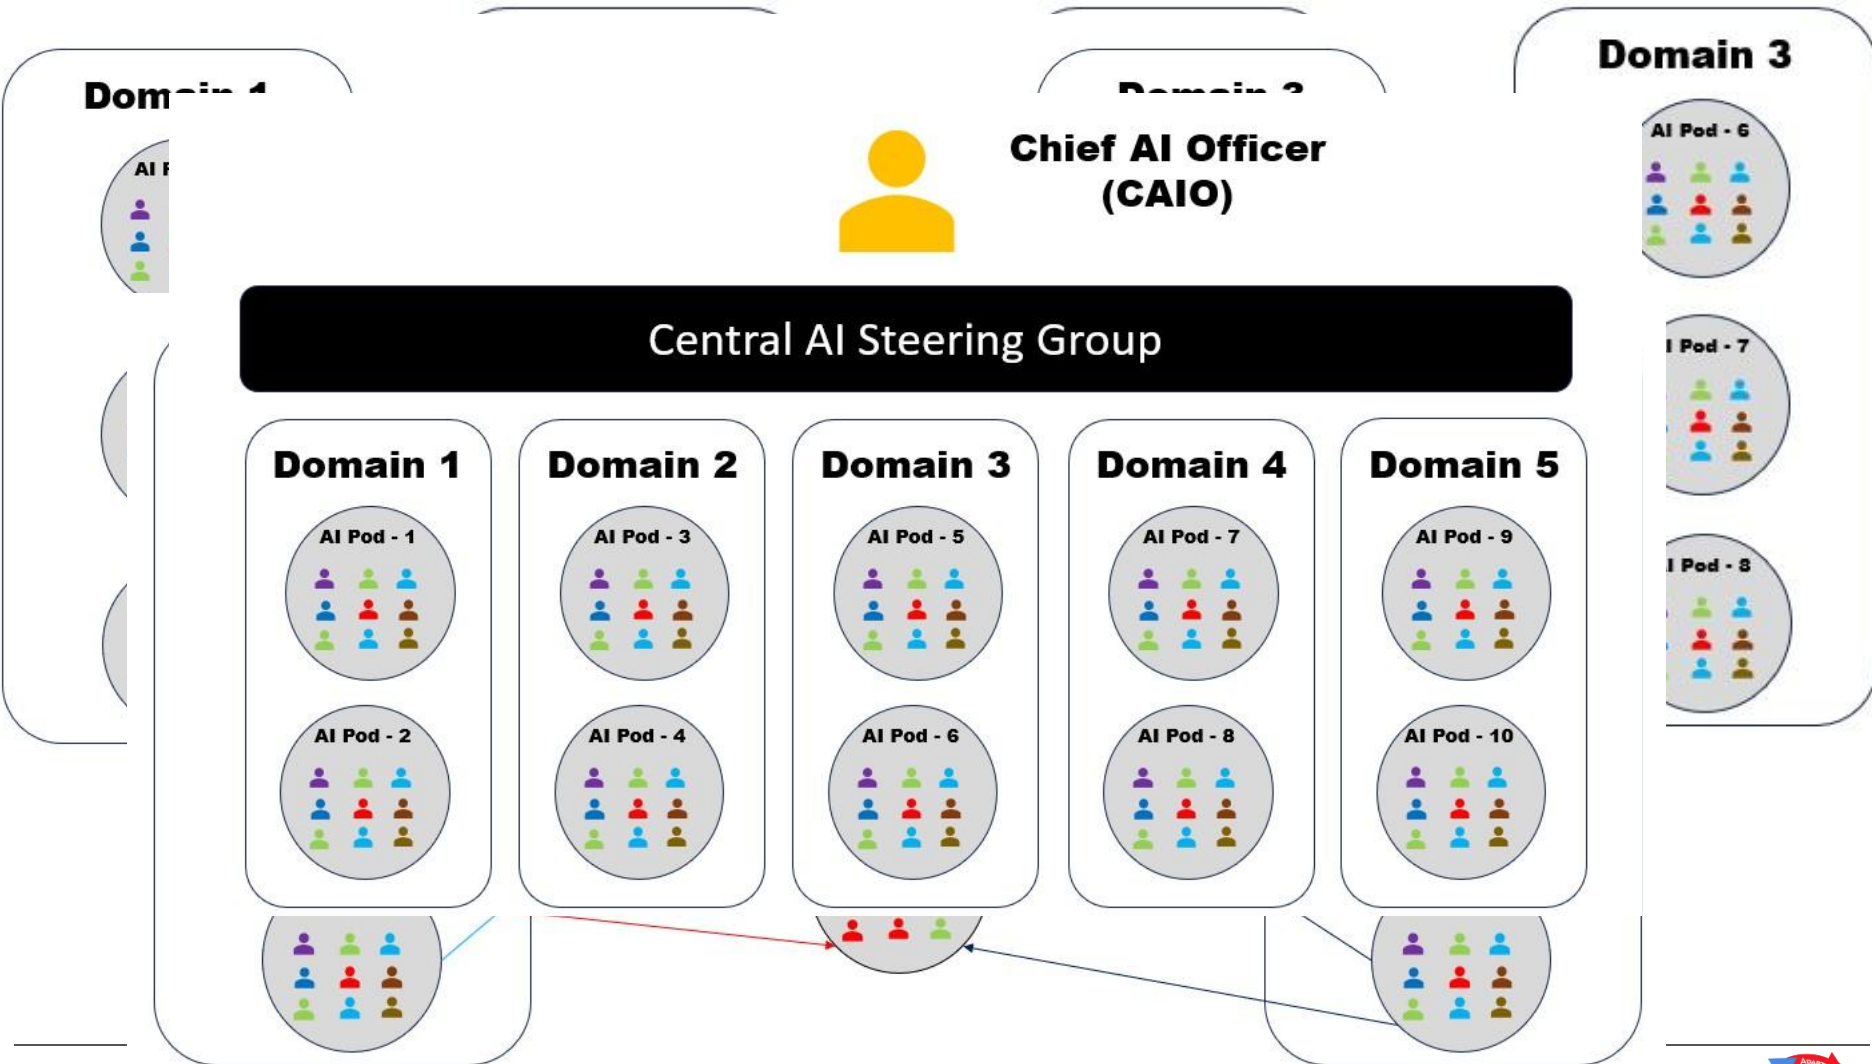 Domain 3
AI Pod - 6
Chief AI Officer
(CAIO)
Central AI Steering Group
Pod - 7
Domain 1
Domain 2
Domain 3
Domain 4
Domain 5
AI Pod - 1
AI Pod - 3
AI Pod - 5
AI Pod - 7
AI Pod - 9
Pod - 8
AI Pod - 2
AI Pod - 4
AI Pod - 6
AI Pod - 8
AI Pod - 10